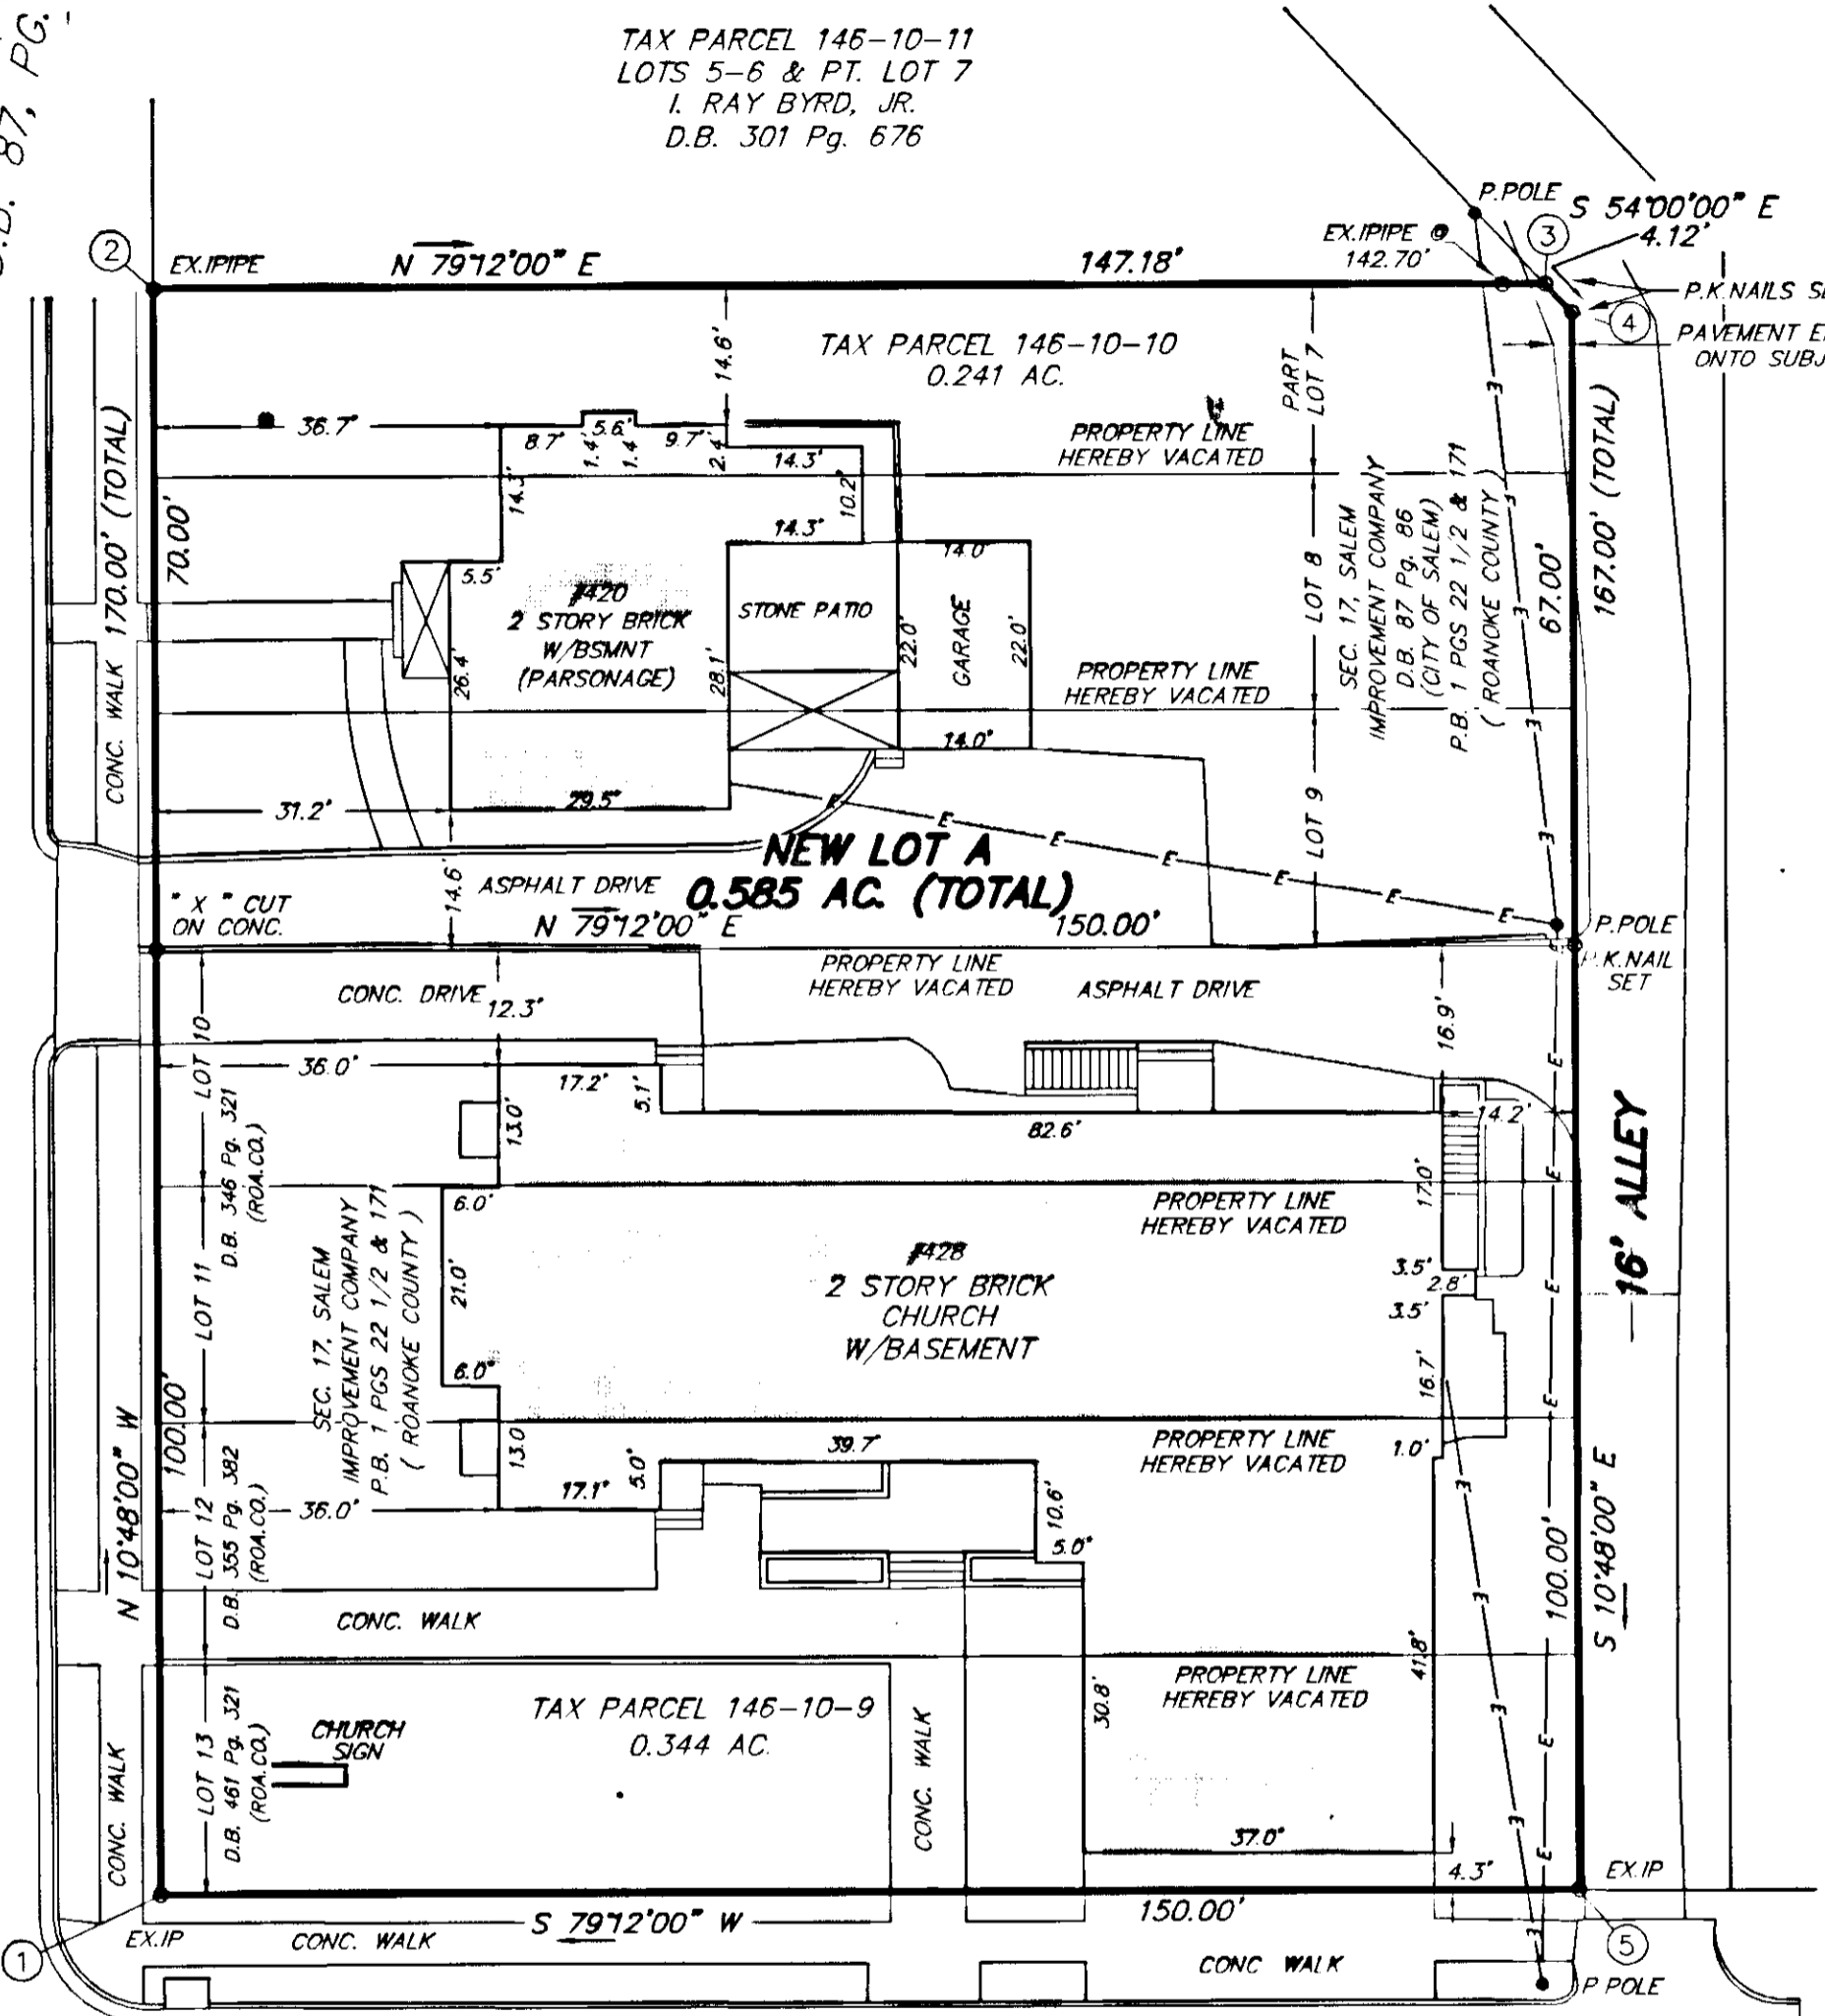 D.B. 87, PG.
TAX PARCEL 146-10-11
LOTS 5-6 & PT. LOT 7
I. RAY BYRD, JR.
D.B. 301 Pg. 676
P.POLE
S 54°00'00" E
4.12'
EX.IPIPE @
142.70'
3
2
EX.IPIPE
N 79°12'00" E
147.18'
P.K.NAILS
4
PAVEMENT
ONTO
TAX PARCEL 146-10-10
0.241 AC.
14.6'
PART
LOT 7
36.7'
8.7'
5.6'
1.4'
1.4'
9.7'
2.4'
14.3'
10.2'
14.3'
14.3'
PROPERTY LINE
HEREBY VACATED
CONC. WALK
170.00' (TOTAL)
70.00'
5.5'
#420
2 STORY BRICK
W/BSMNT
(PARSONAGE)
26.4'
28.1'
STONE PATIO
22.0'
14.0'
GARAGE
22.0'
14.0'
LOT 8
PROPERTY LINE
HEREBY VACATED
SEC. 17, SALEM
IMPROVEMENT COMPANY
D.B. 87 Pg. 86
(CITY OF SALEM)
P.B. 1 PGS 22 1/2 & 171
( ROANOKE COUNTY )
67.00'
167.00' (TOTAL)
31.2'
29.5'
LOT 9
E E E E E E
NEW LOT A
0.585 AC. (TOTAL)
14.6'
ASPHALT DRIVE
" X " CUT
ON CONC.
N 79°12'00" E
150.00'
P.POLE
P.K.NAIL
SET
PROPERTY LINE
HEREBY VACATED
ASPHALT DRIVE
CONC. DRIVE
12.3'
16.9'
LOT 10
36.0'
17.2'
5.1'
13.0'
82.6'
14.2'
D.B. 346 Pg. 321
(ROA.CO.)
6.0'
17.0'
PROPERTY LINE
HEREBY VACATED
16' ALLEY
LOT 11
SEC. 17, SALEM
IMPROVEMENT COMPANY
P.B. 1 PGS 22 1/2 & 171
( ROANOKE COUNTY )
21.0'
#428
2 STORY BRICK
CHURCH
W/BASEMENT
3.5'
2.8'
3.5'
6.0'
16.7'
N 10°48'00" W
100.00'
LOT 12
D.B. 355 Pg. 382
(ROA.CO.)
13.0
36.0'
17.1'
5.0'
39.7'
PROPERTY LINE
HEREBY VACATED
1.0'
10.6'
5.0'
100.00'
S 10°48'00" E
CONC. WALK
41.8'
30.8'
PROPERTY LINE
HEREBY VACATED
TAX PARCEL 146-10-9
0.344 AC.
CHURCH
SIGN
LOT 13
D.B. 461 Pg. 321
(ROA.CO.)
CONC. WALK
CONC. WALK
37.0'
4.3'
EX.IP
1
EX.IP
S 79°12'00" W
150.00'
5
CONC. WALK
CONC WALK
P POLE